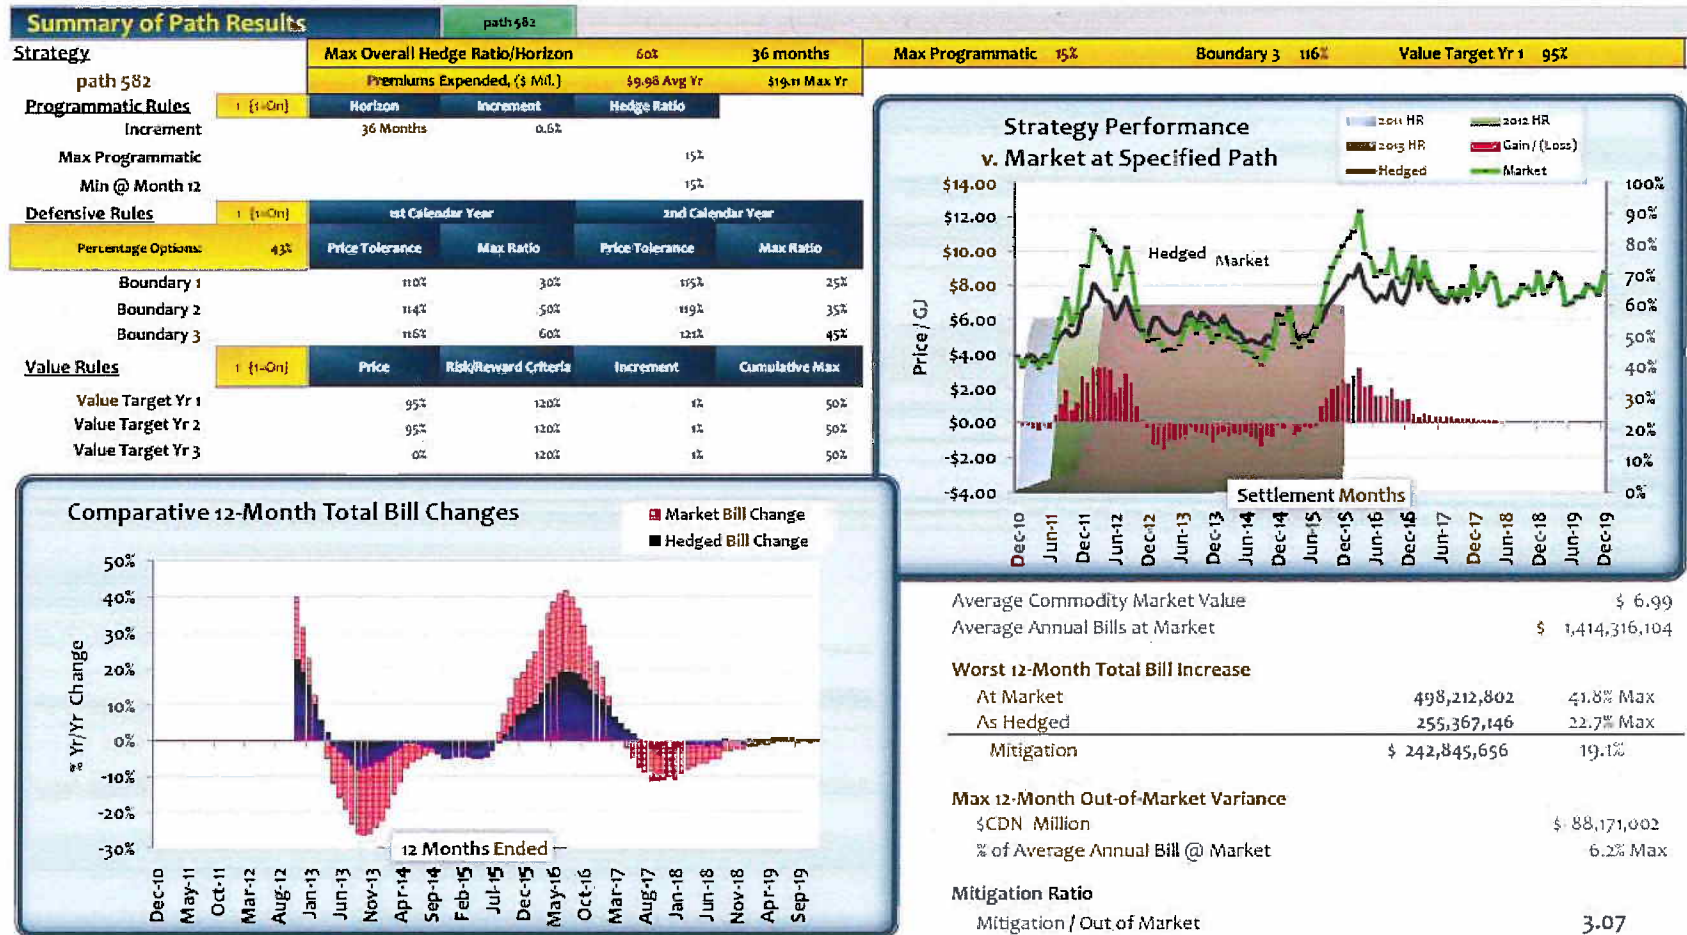 Summary of Path Results path 582
Strategy Max Overall Hedge Ratio/Horizon 60% 36 months Max Programmatic 15% Boundary 3 116% Value Target Yr 1 95%
path 582 Premiums Expended, ($ Mil.) $9.98 Avg Yr $19.11 Max Yr
Programmatic Rules 1 {1=On} Horizon Increment Hedge Ratio
Increment 36 Months 0.6%
Max Programmatic 15%
Min @ Month 12 15%
Defensive Rules 1 {1=On} 1st Calendar Year 2nd Calendar Year
Percentage Options: 43% Price Tolerance Max Ratio Price Tolerance Max Ratio
Boundary 1 110% 30% 115% 25%
Boundary 2 114% 50% 119% 35%
Boundary 3 116% 60% 121% 45%
Value Rules 1 {1=On} Price Risk/Reward Criteria Increment Cumulative Max
Value Target Yr 1 95% 120% 1% 50%
Value Target Yr 2 95% 120% 1% 50%
Value Target Yr 3 0% 120% 1% 50%
Strategy Performance
v. Market at Specified Path
2011 HR 2012 HR
2013 HR Gain / (Loss)
Hedged Market
$14.00 100%
$12.00 90%
$10.00 80%
$8.00 70%
$6.00 60%
$4.00 50%
$2.00 40%
$0.00 30%
-$2.00 20%
-$4.00 10%
0%
Price / GJ
Hedged Market
Settlement Months
Dec-10 Jun-11 Dec-11 Jun-12 Dec-12 Jun-13 Dec-13 Jun-14 Dec-14 Jun-15 Dec-15 Jun-16 Dec-16 Jun-17 Dec-17 Jun-18 Dec-18 Jun-19 Dec-19
Comparative 12-Month Total Bill Changes
Market Bill Change
Hedged Bill Change
50%
40%
30%
20%
10%
0%
-10%
-20%
-30%
% Yr/Yr Change
12 Months Ended
Dec-10 May-11 Oct-11 Mar-12 Aug-12 Jan-13 Jun-13 Nov-13 Apr-14 Sep-14 Feb-15 Jul-15 Dec-15 May-16 Oct-16 Mar-17 Aug-17 Jan-18 Jun-18 Nov-18 Apr-19 Sep-19
Average Commodity Market Value $ 6.99
Average Annual Bills at Market $ 1,414,316,104
Worst 12-Month Total Bill Increase
At Market 498,212,802 41.8% Max
As Hedged 255,367,146 22.7% Max
Mitigation $ 242,845,656 19.1%
Max 12-Month Out-of-Market Variance
$CDN Million $ 88,171,002
% of Average Annual Bill @ Market 6.2% Max
Mitigation Ratio
Mitigation / Out of Market 3.07